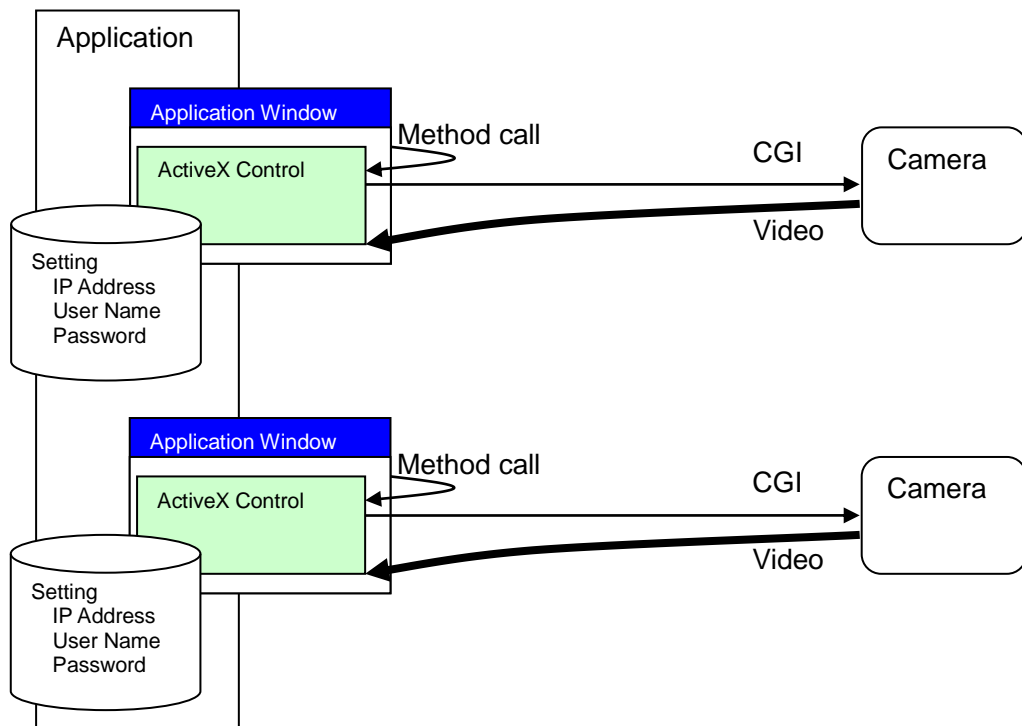 Application
Application Window
Method call
ActiveX Control
CGI
Camera
Video
Setting
IP Address
User Name
Password
Application Window
Method call
ActiveX Control
CGI
Camera
Video
Setting
IP Address
User Name
Password